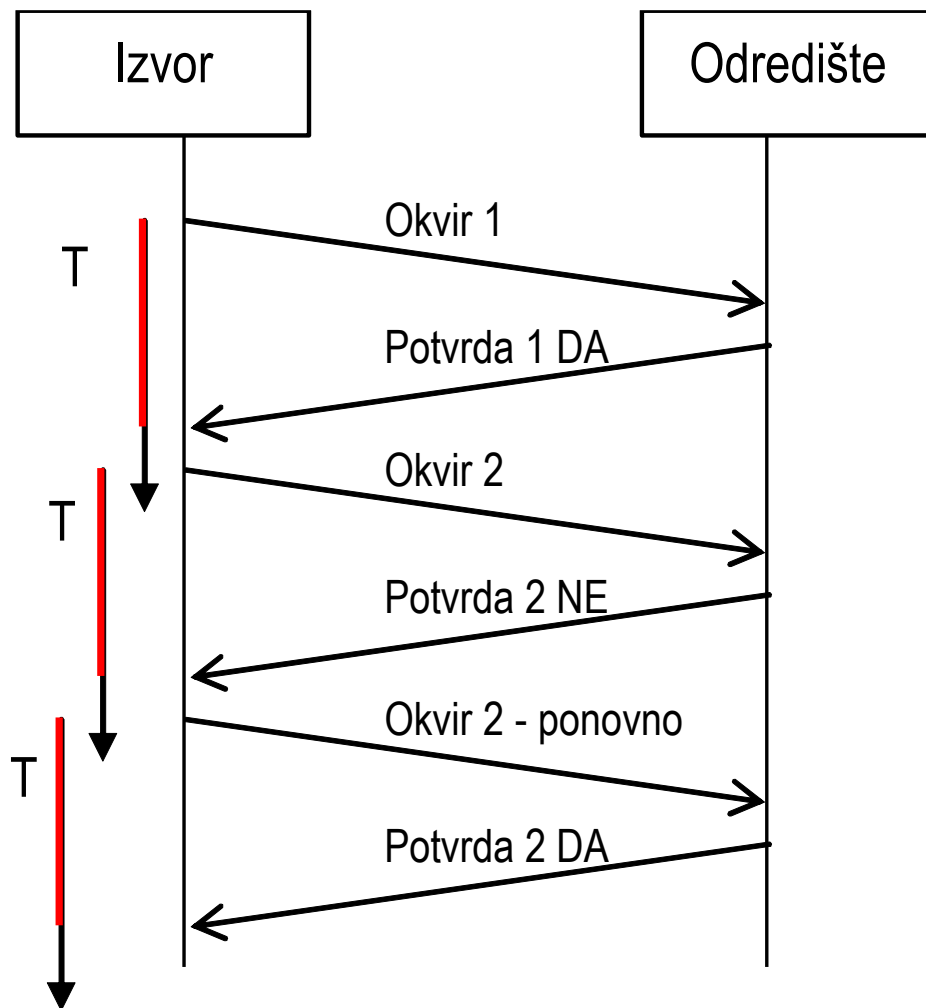 Izvor
Odredište
Okvir 1
T
Potvrda 1 DA
Okvir 2
T
Potvrda 2 NE
Okvir 2 - ponovno
T
Potvrda 2 DA